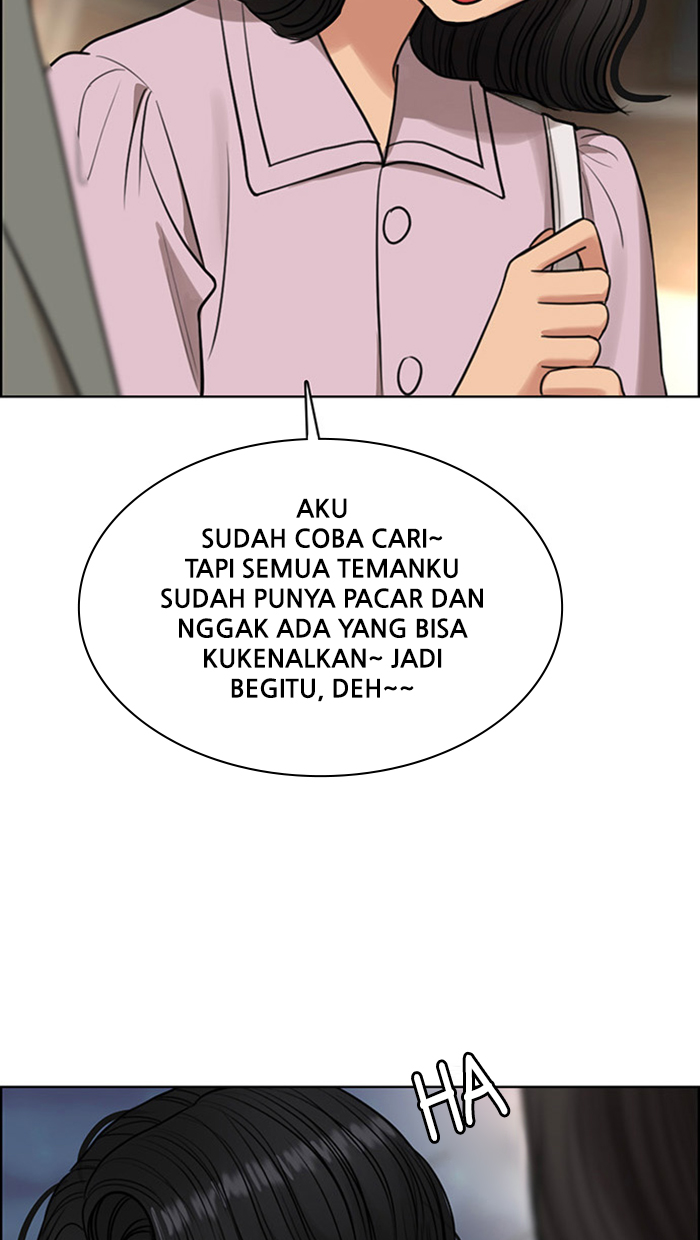 AKU
SUDAH COBA CARI~
TAPI SEMUA TEMANKU
SUDAH PUNYA PACAR DAN
NGGAK ADA YANG BISA
KUKENALKAN~ JADI
BEGITU, DEH~~
HA